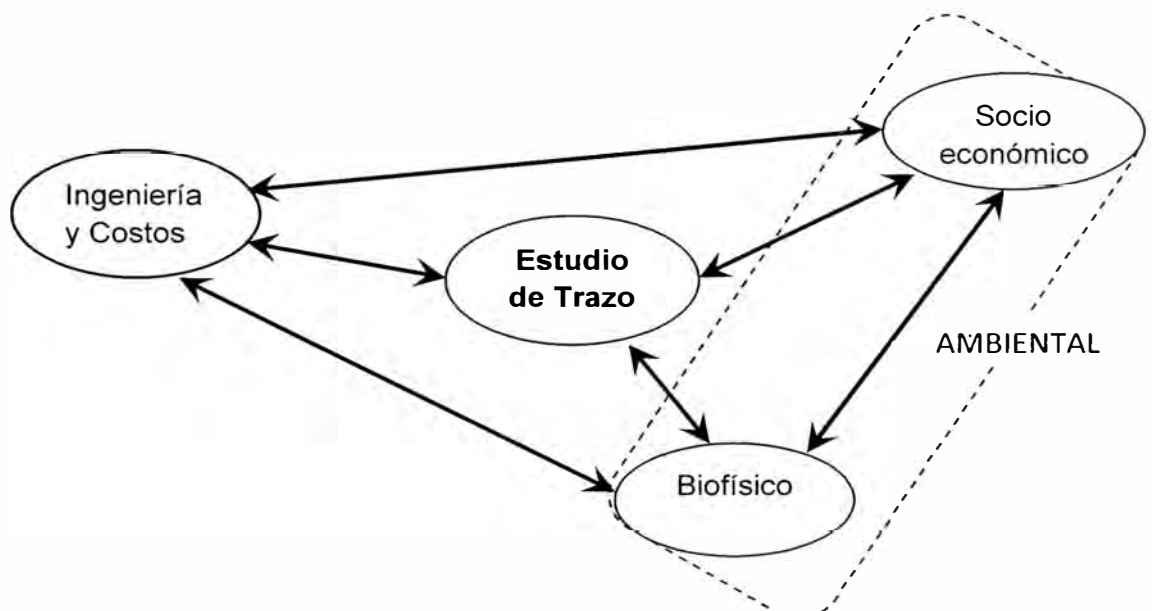 Socio
económico
Ingeniería
y Costos
Estudio
de Trazo
AMBIENTAL
Biofísico